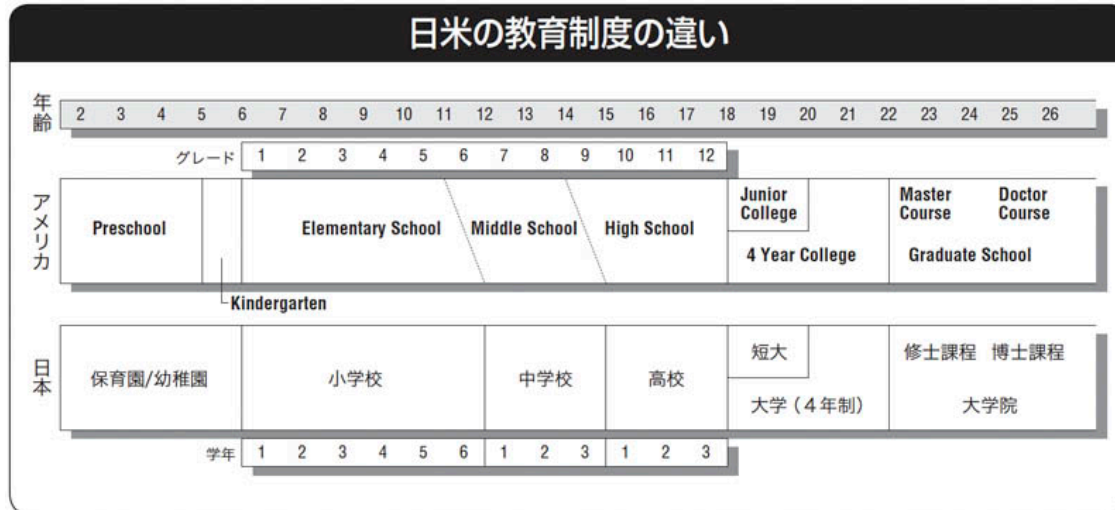 日米の教育制度の違い
年齢 2 3 4 5 6 7 8 9 10 11 12 13 14 15 16 17 18 19 20 21 22 23 24 25 26
グレード 1 2 3 4 5 6 7 8 9 10 11 12
アメリカ
Preschool
Kindergarten
Elementary School
Middle School
High School
Junior
College
4 Year College
Master
Course
Doctor
Course
Graduate School
日本
保育園/幼稚園
小学校
中学校
高校
短大
大学(4年制)
修士課程 博士課程
大学院
学年 1 2 3 4 5 6 1 2 3 1 2 3